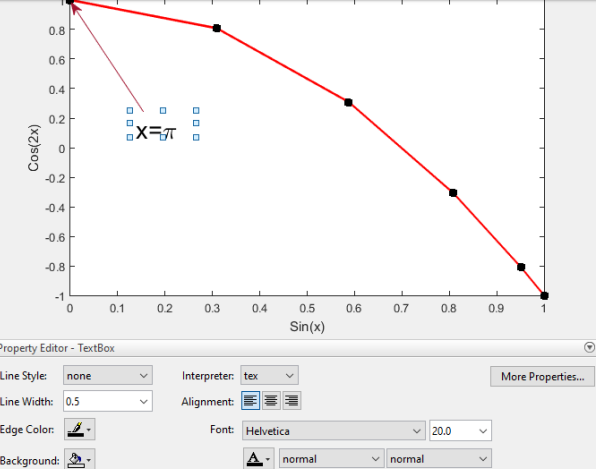 1
0.8
0.6
0.4
0.2
0
-0.2
-0.4
-0.6
-0.8
-1
Cos(2x)
x=π
0 0.1 0.2 0.3 0.4 0.5 0.6 0.7 0.8 0.9 1
Sin(x)
Property Editor - TextBox
Line Style: none Interpreter: tex More Properties...
Line Width: 0.5 Alignment:
Edge Color: Font: Helvetica 20.0
Background: A normal normal